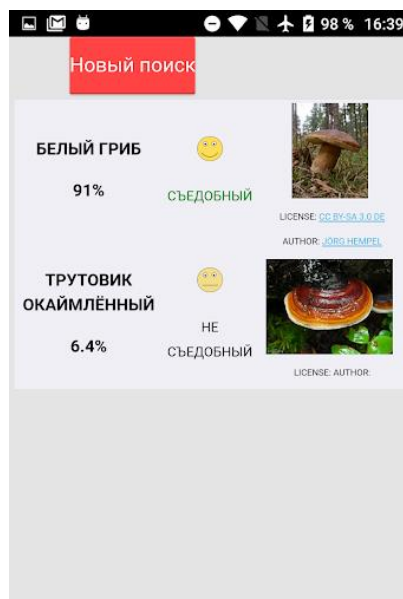 98 % 16:39
Новый поиск
БЕЛЫЙ ГРИБ
91%
СЪЕДОБНЫЙ
LICENSE: CC BY-SA 3.0 DE
AUTHOR: JÖRG HEMPEL
ТРУТОВИК
ОКАЙМЛЁННЫЙ
6.4%
НЕ
СЪЕДОБНЫЙ
LICENSE: AUTHOR: